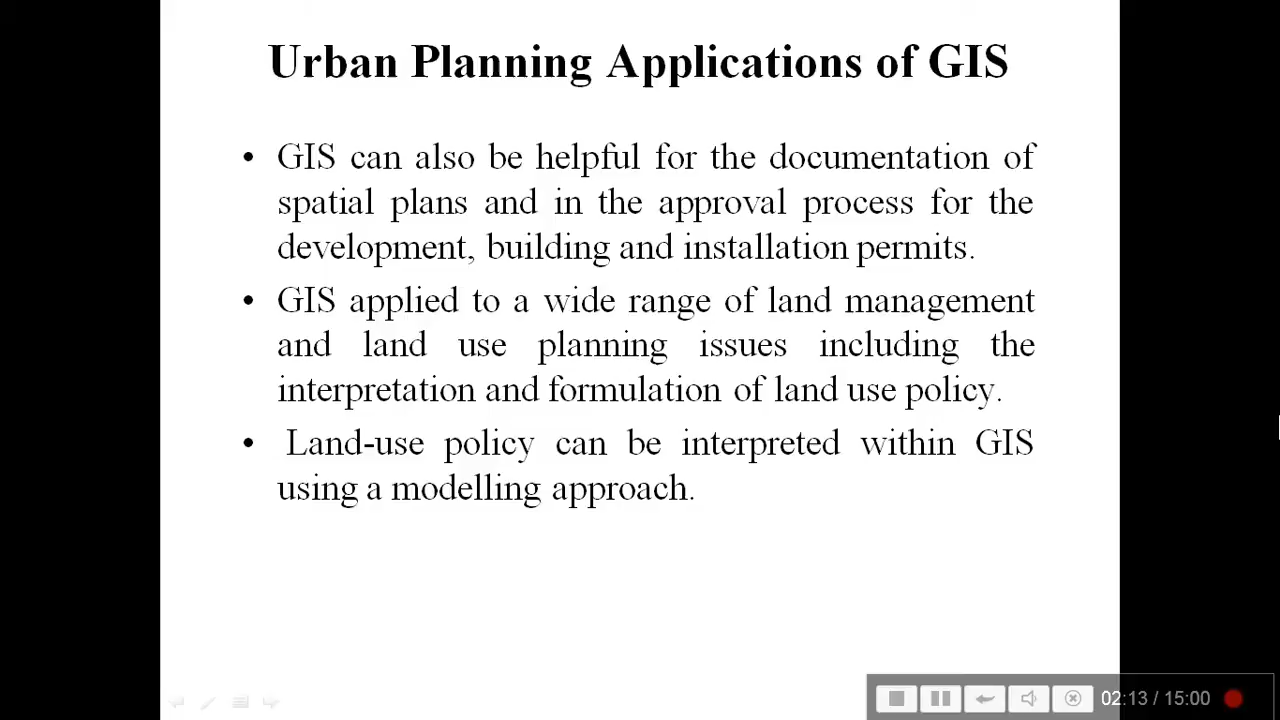 Urban Planning Applications of GIS
• GIS can also be helpful for the documentation of
spatial plans and in the approval process for the
development, building and installation permits.
• GIS applied to a wide range of land management
and land use planning issues including the
interpretation and formulation of land use policy.
• Land-use policy can be interpreted within GIS
using a modelling approach.
02:13 / 15:00